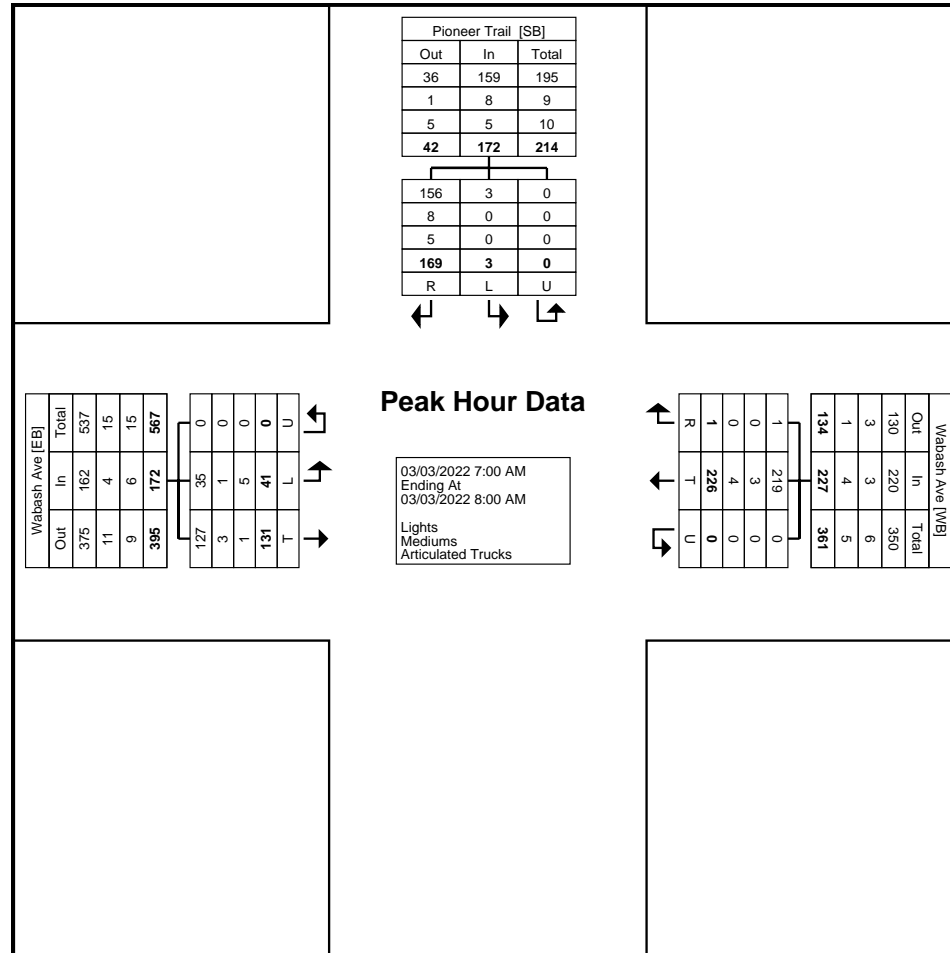 Pioneer Trail [SB]
Out In Total
36 159 195
1 8 9
5 5 10
42 172 214
156 3 0
8 0 0
5 0 0
169 3 0
R L U
Peak Hour Data
03/03/2022 7:00 AM
Ending At
03/03/2022 8:00 AM
Lights
Mediums
Articulated Trucks
Wabash Ave [EB]
Total In Out
537 162 375
15 4 11
15 6 9
567 172 395
0 35 127
0 1 3
0 5 1
0 41 131
U L T
Wabash Ave [WB]
Out In Total
130 220 350
3 3 6
1 4 5
134 227 361
1 219 0
0 3 0
0 4 0
1 226 0
R T U